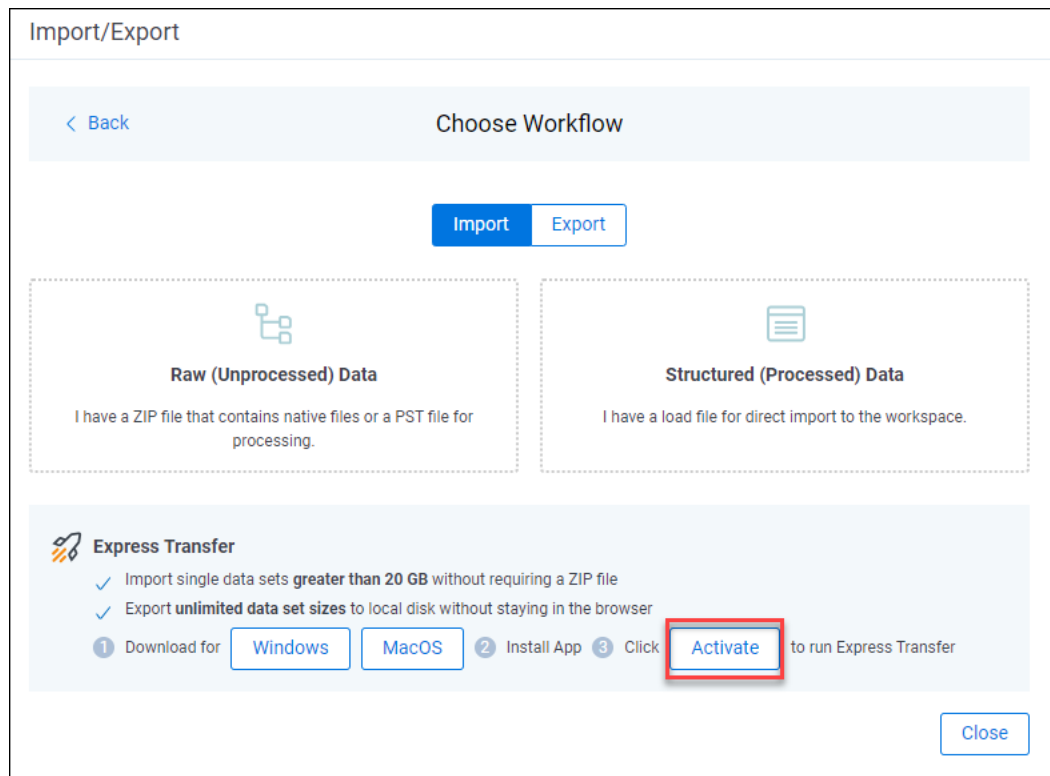 Import/Export
Back
Choose Workflow
Import Export
Raw (Unprocessed) Data
I have a ZIP file that contains native files or a PST file for
processing.
Structured (Processed) Data
I have a load file for direct import to the workspace.
Express Transfer
Import single data sets greater than 20 GB without requiring a ZIP file
Export unlimited data set sizes to local disk without staying in the browser
1 Download for Windows MacOS 2 Install App 3 Click Activate to run Express Transfer
Close